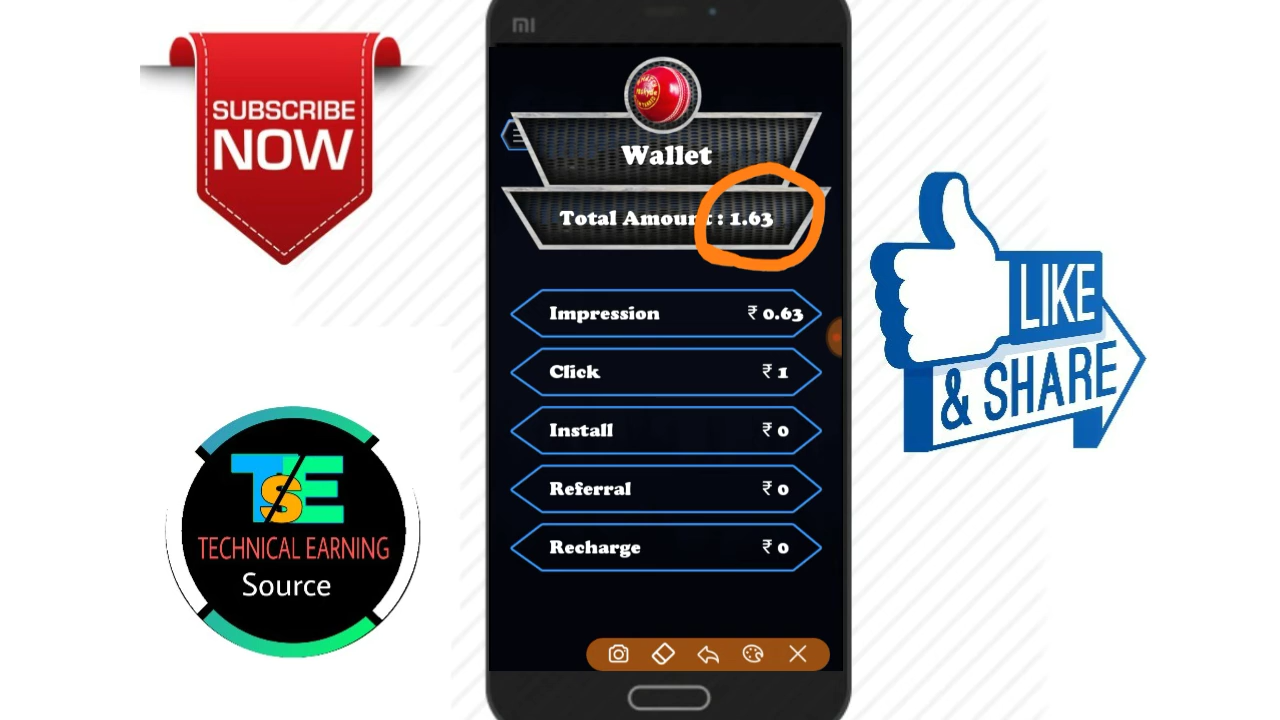 SUBSCRIBE
NOW
TSE
TECHNICAL EARNING
Source
MI
Wallet
Total Amount : 1.63
Impression ₹ 0.63
Click ₹ 1
Install ₹ 0
Referral ₹ 0
Recharge ₹ 0
LIKE
& SHARE